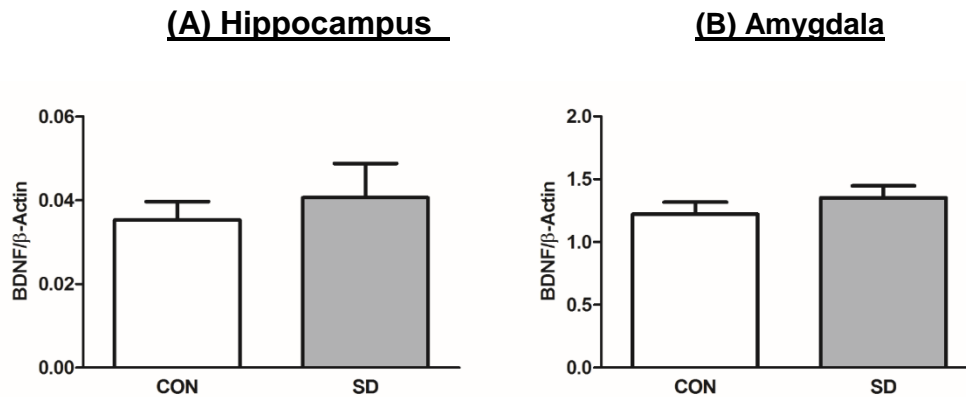 (A) Hippocampus
(B) Amygdala
BDNF/β-Actin
0.06
0.04
0.02
0.00
CON
SD
BDNF/β-Actin
2.0
1.5
1.0
0.5
0.0
CON
SD